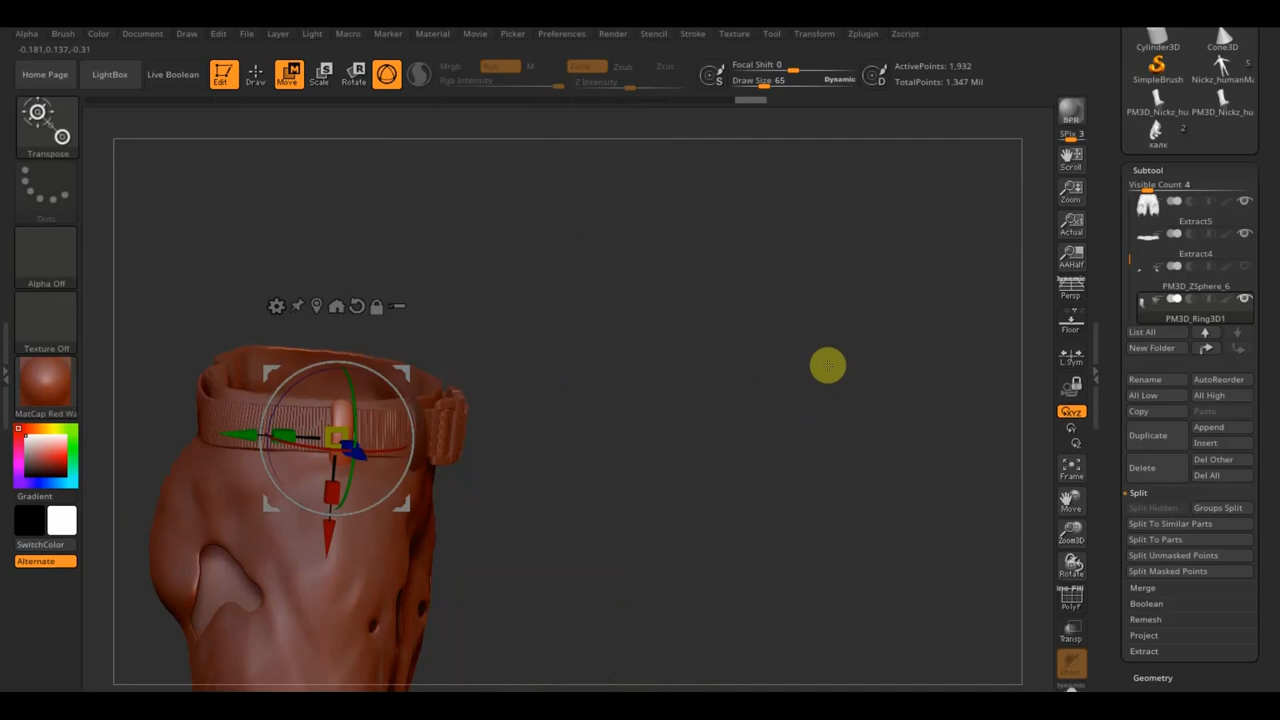 Alpha Brush Color Document Draw Edit File Layer Light Macro Marker Material Movie Picker Preferences Render Stencil Stroke Texture Tool Transform Zplugin Zscript
-0.181,0.137,-0.31
Home Page LightBox Live Boolean Edit Draw Move Scale Rotate
Mrgb Rgb M
Rgb Intensity
Zadd Zsub Zcut
Z Intensity
Focal Shift 0
Draw Size 65 Dynamic
S
D
ActivePoints: 1,932
TotalPoints: 1.347 Mil
Transpose
Dots
Alpha Off
Texture Off
MatCap Red Wa
Gradient
SwitchColor
Alternate
BPR
SPix 3
Scroll
Zoom
Actual
AAHalf
Dynamic
Persp
Floor
L.Sym
XYZ
Frame
Move
Zoom3D
Rotate
PolyF
Transp
Dynamic
Cylinder3D Cone3D
5
SimpleBrush Nickz_humanMa
PM3D_Nickz_hu PM3D_Nickz_hu
2
халк
Subtool
Visible Count 4
Extract5
Extract4
PM3D_ZSphere_6
PM3D_Ring3D1
List All
New Folder
Rename AutoReorder
All Low All High
Copy Paste
Duplicate Append
Insert
Delete Del Other
Del All
Split
Split Hidden Groups Split
Split To Similar Parts
Split To Parts
Split Unmasked Points
Split Masked Points
Merge
Boolean
Remesh
Project
Extract
Geometry